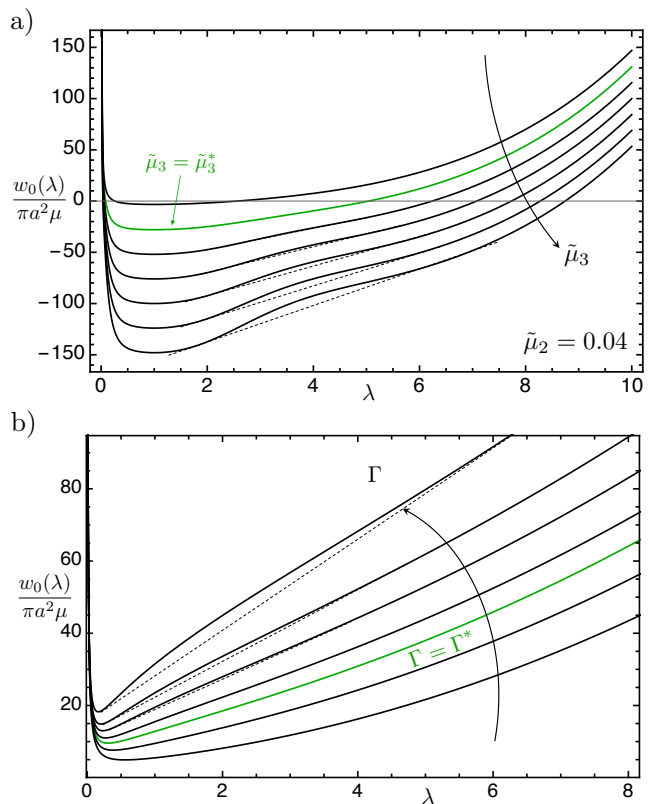 a)
150
100
50
0
−50
−100
−150
w₀(λ)
πa²μ
μ̃₃ = μ̃₃*
μ̃₃
μ̃₂ = 0.04
0 2 4 6 8 10
λ
b)
80
60
40
20
w₀(λ)
πa²μ
Γ
Γ = Γ*
0 2 4 6 8
λ